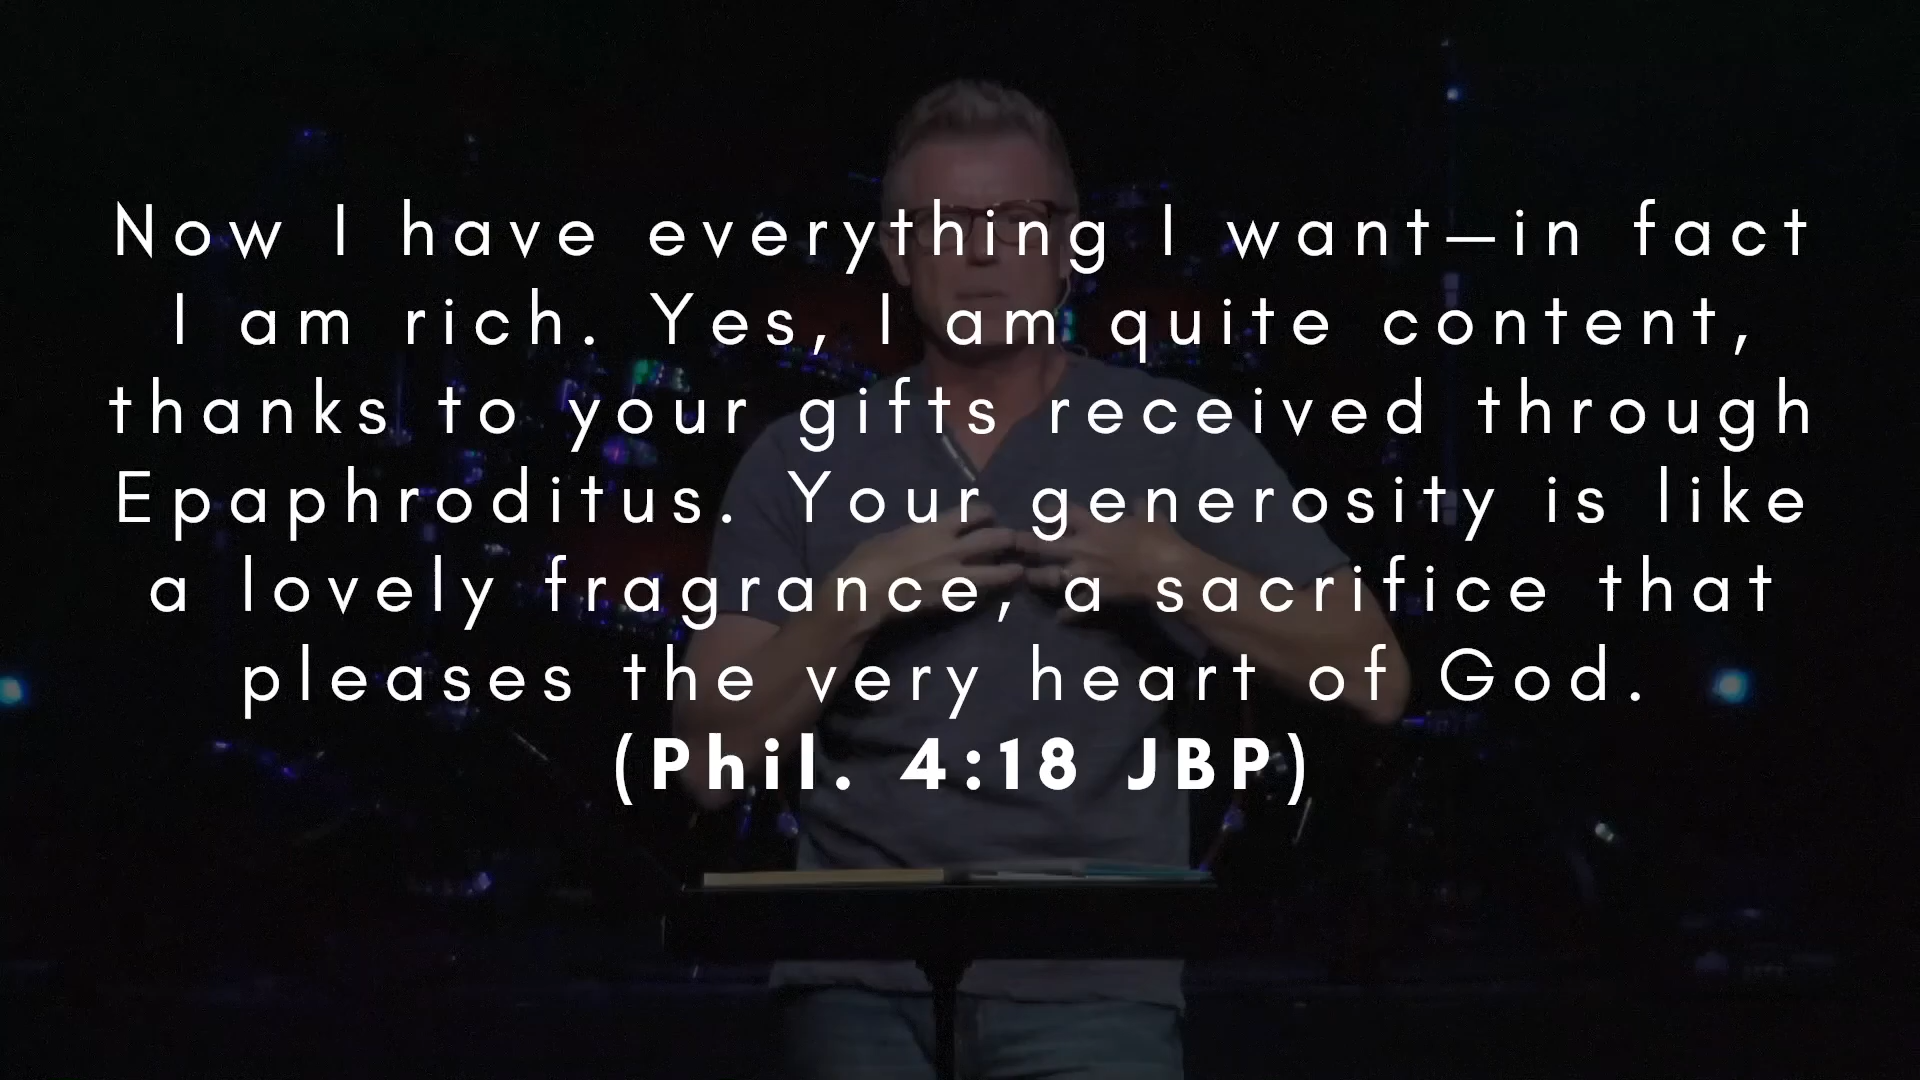 Now I have everything I want—in fact
I am rich. Yes, I am quite content,
thanks to your gifts received through
Epaphroditus. Your generosity is like
a lovely fragrance, a sacrifice that
pleases the very heart of God.
(Phil. 4:18 JBP)